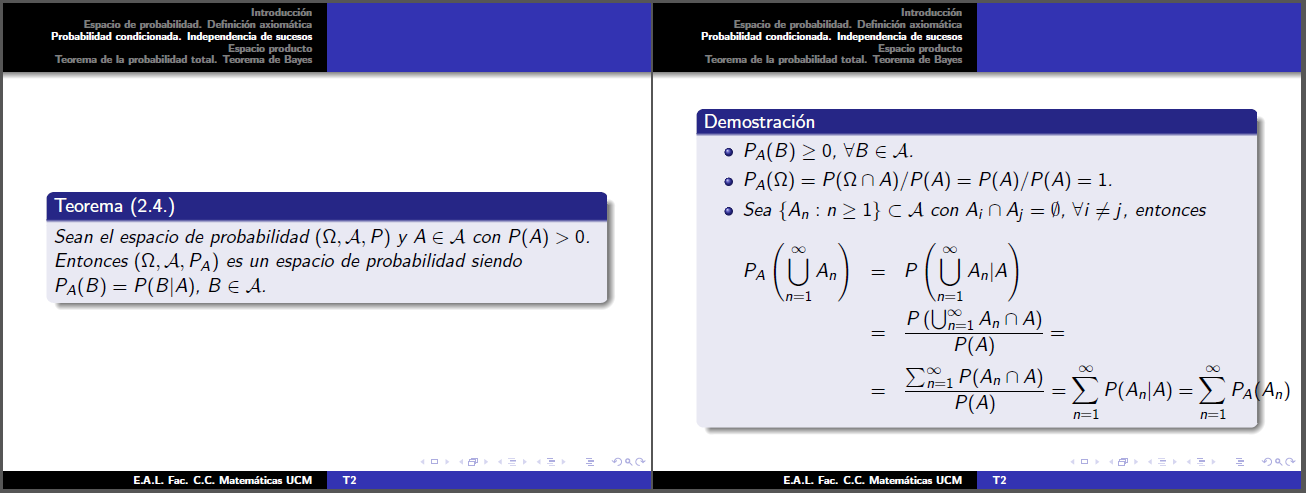 Introducción
Espacio de probabilidad. Definición axiomática
Probabilidad condicionada. Independencia de sucesos
Espacio producto
Teorema de la probabilidad total. Teorema de Bayes
Teorema (2.4.)
Sean el espacio de probabilidad (Ω, 𝒜, P) y A ∈ 𝒜 con P(A) > 0.
Entonces (Ω, 𝒜, P_A) es un espacio de probabilidad siendo
P_A(B) = P(B|A), B ∈ 𝒜.
E.A.L. Fac. C.C. Matemáticas UCM T2
Introducción
Espacio de probabilidad. Definición axiomática
Probabilidad condicionada. Independencia de sucesos
Espacio producto
Teorema de la probabilidad total. Teorema de Bayes
Demostración
P_A(B) ≥ 0, ∀B ∈ 𝒜.
P_A(Ω) = P(Ω ∩ A)/P(A) = P(A)/P(A) = 1.
Sea {A_n : n ≥ 1} ⊂ 𝒜 con A_i ∩ A_j = ∅, ∀i ≠ j, entonces
P_A (⋃_{n=1}^∞ A_n) = P (⋃_{n=1}^∞ A_n|A)
= P (⋃_{n=1}^∞ A_n ∩ A) / P(A) =
= ∑_{n=1}^∞ P(A_n ∩ A) / P(A) = ∑_{n=1}^∞ P(A_n|A) = ∑_{n=1}^∞ P_A(A_n)
E.A.L. Fac. C.C. Matemáticas UCM T2